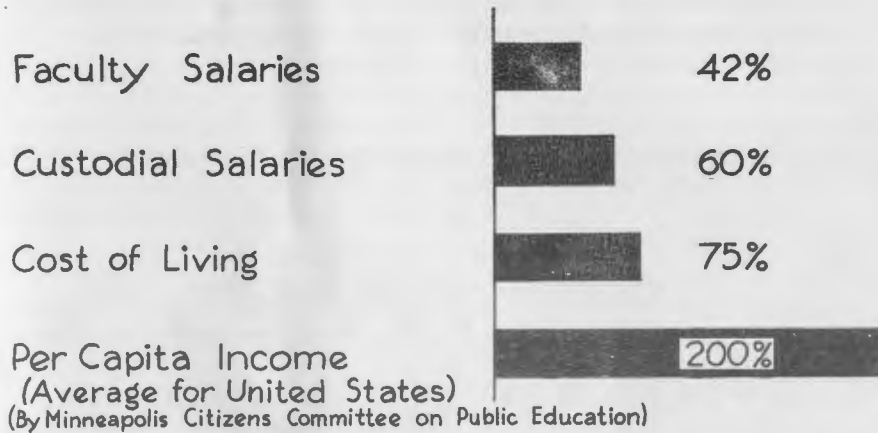 Faculty Salaries 42%
Custodial Salaries 60%
Cost of Living 75%
Per Capita Income 200%
(Average for United States)
(By Minneapolis Citizens Committee on Public Education)